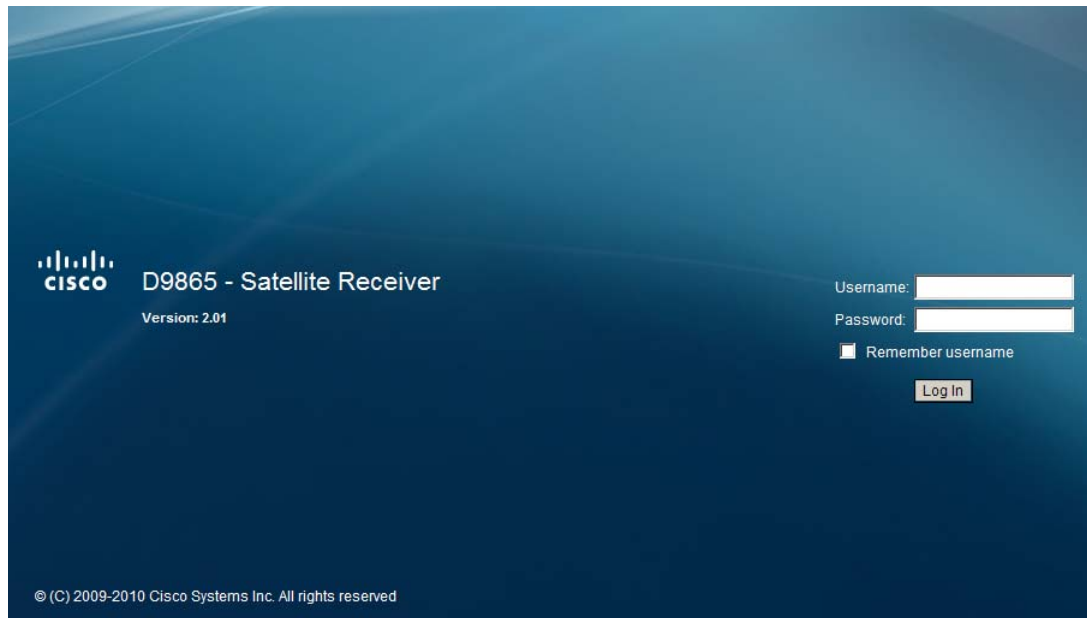 CISCO
D9865 - Satellite Receiver
Version: 2.01
Username:
Password:
Remember username
Log In
© (C) 2009-2010 Cisco Systems Inc. All rights reserved